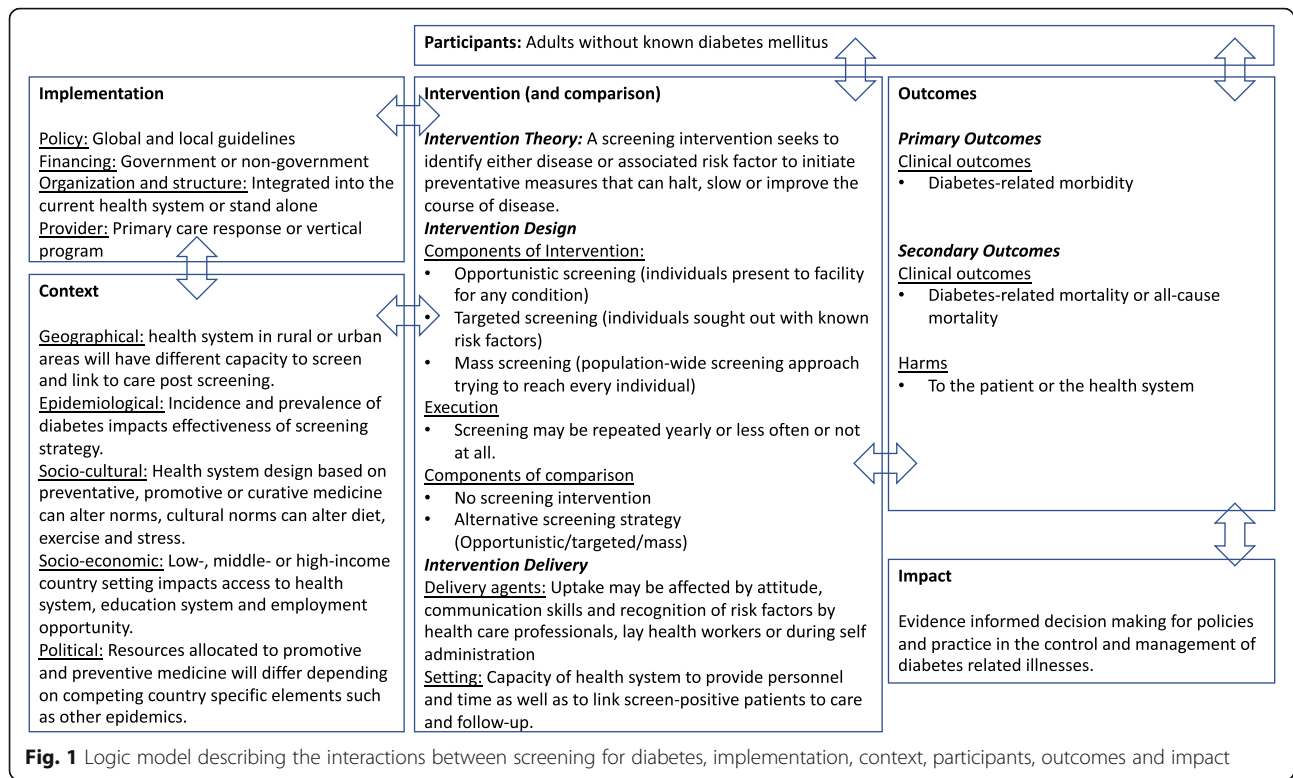 Participants: Adults without known diabetes mellitus
Implementation
Policy: Global and local guidelines
Financing: Government or non-government
Organization and structure: Integrated into the
current health system or stand alone
Provider: Primary care response or vertical
program
Context
Geographical: health system in rural or urban
areas will have different capacity to screen
and link to care post screening.
Epidemiological: Incidence and prevalence of
diabetes impacts effectiveness of screening
strategy.
Socio-cultural: Health system design based on
preventative, promotive or curative medicine
can alter norms, cultural norms can alter diet,
exercise and stress.
Socio-economic: Low-, middle- or high-income
country setting impacts access to health
system, education system and employment
opportunity.
Political: Resources allocated to promotive
and preventive medicine will differ depending
on competing country specific elements such
as other epidemics.
Intervention (and comparison)
Intervention Theory: A screening intervention seeks to
identify either disease or associated risk factor to initiate
preventative measures that can halt, slow or improve the
course of disease.
Intervention Design
Components of Intervention:
• Opportunistic screening (individuals present to facility
for any condition)
• Targeted screening (individuals sought out with known
risk factors)
• Mass screening (population-wide screening approach
trying to reach every individual)
Execution
• Screening may be repeated yearly or less often or not
at all.
Components of comparison
• No screening intervention
• Alternative screening strategy
(Opportunistic/targeted/mass)
Intervention Delivery
Delivery agents: Uptake may be affected by attitude,
communication skills and recognition of risk factors by
health care professionals, lay health workers or during self
administration
Setting: Capacity of health system to provide personnel
and time as well as to link screen-positive patients to care
and follow-up.
Outcomes
Primary Outcomes
Clinical outcomes
• Diabetes-related morbidity
Secondary Outcomes
Clinical outcomes
• Diabetes-related mortality or all-cause
mortality
Harms
• To the patient or the health system
Impact
Evidence informed decision making for policies
and practice in the control and management of
diabetes related illnesses.
Fig. 1 Logic model describing the interactions between screening for diabetes, implementation, context, participants, outcomes and impact